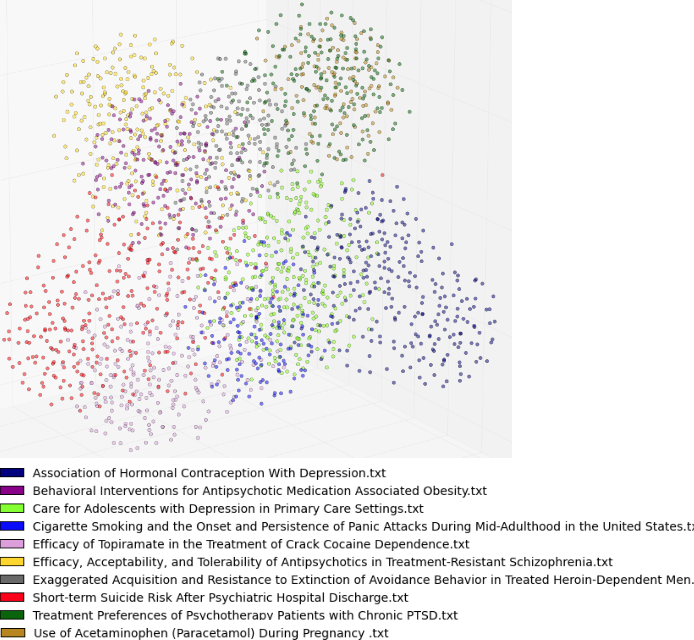 Association of Hormonal Contraception With Depression.txt
Behavioral Interventions for Antipsychotic Medication Associated Obesity.txt
Care for Adolescents with Depression in Primary Care Settings.txt
Cigarette Smoking and the Onset and Persistence of Panic Attacks During Mid-Adulthood in the United States.t
Efficacy of Topiramate in the Treatment of Crack Cocaine Dependence.txt
Efficacy, Acceptability, and Tolerability of Antipsychotics in Treatment-Resistant Schizophrenia.txt
Exaggerated Acquisition and Resistance to Extinction of Avoidance Behavior in Treated Heroin-Dependent Men.
Short-term Suicide Risk After Psychiatric Hospital Discharge.txt
Treatment Preferences of Psychotherapy Patients with Chronic PTSD.txt
Use of Acetaminophen (Paracetamol) During Pregnancy .txt